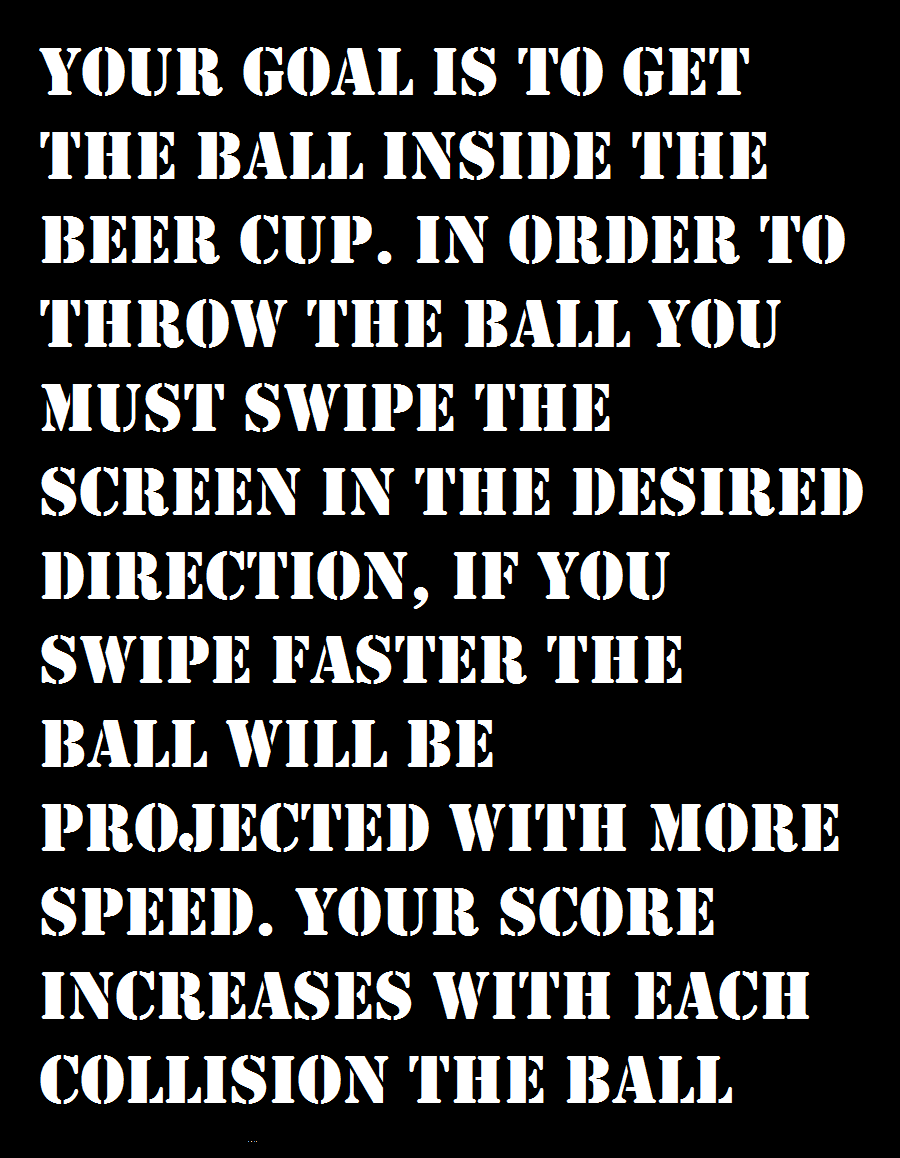 YOUR GOAL IS TO GET
THE BALL INSIDE THE
BEER CUP. IN ORDER TO
THROW THE BALL YOU
MUST SWIPE THE
SCREEN IN THE DESIRED
DIRECTION, IF YOU
SWIPE FASTER THE
BALL WILL BE
PROJECTED WITH MORE
SPEED. YOUR SCORE
INCREASES WITH EACH
COLLISION THE BALL
....